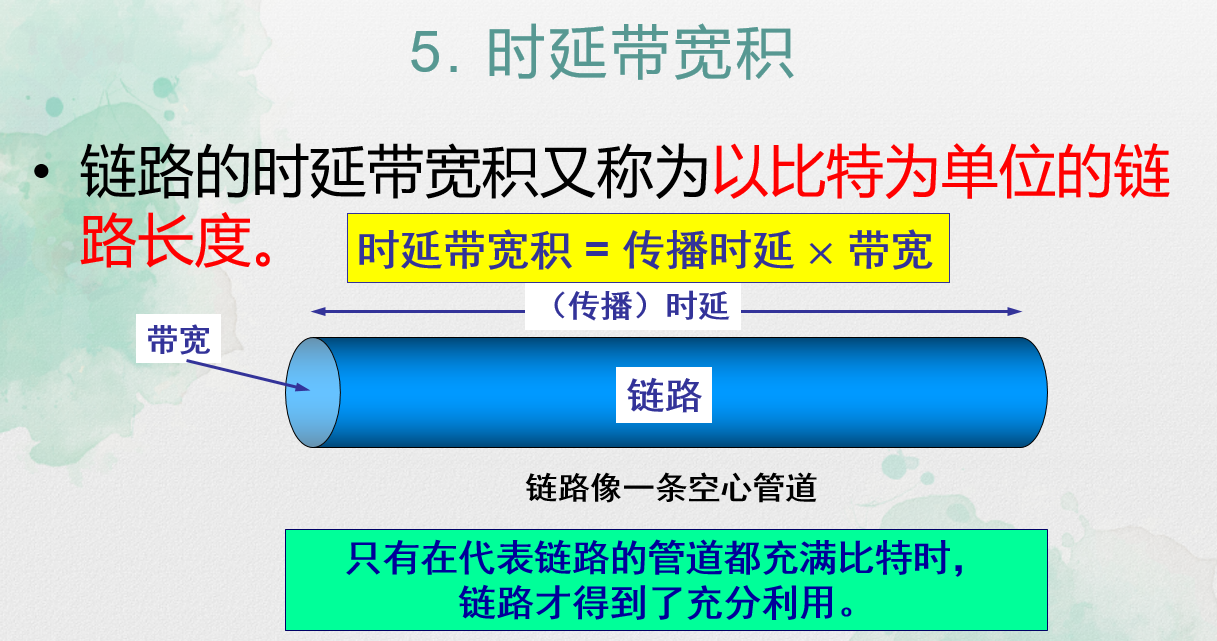 5. 时延带宽积
• 链路的时延带宽积又称为以比特为单位的链
路长度。
时延带宽积 = 传播时延 × 带宽
（传播）时延
带宽
链路
链路像一条空心管道
只有在代表链路的管道都充满比特时，
链路才得到了充分利用。